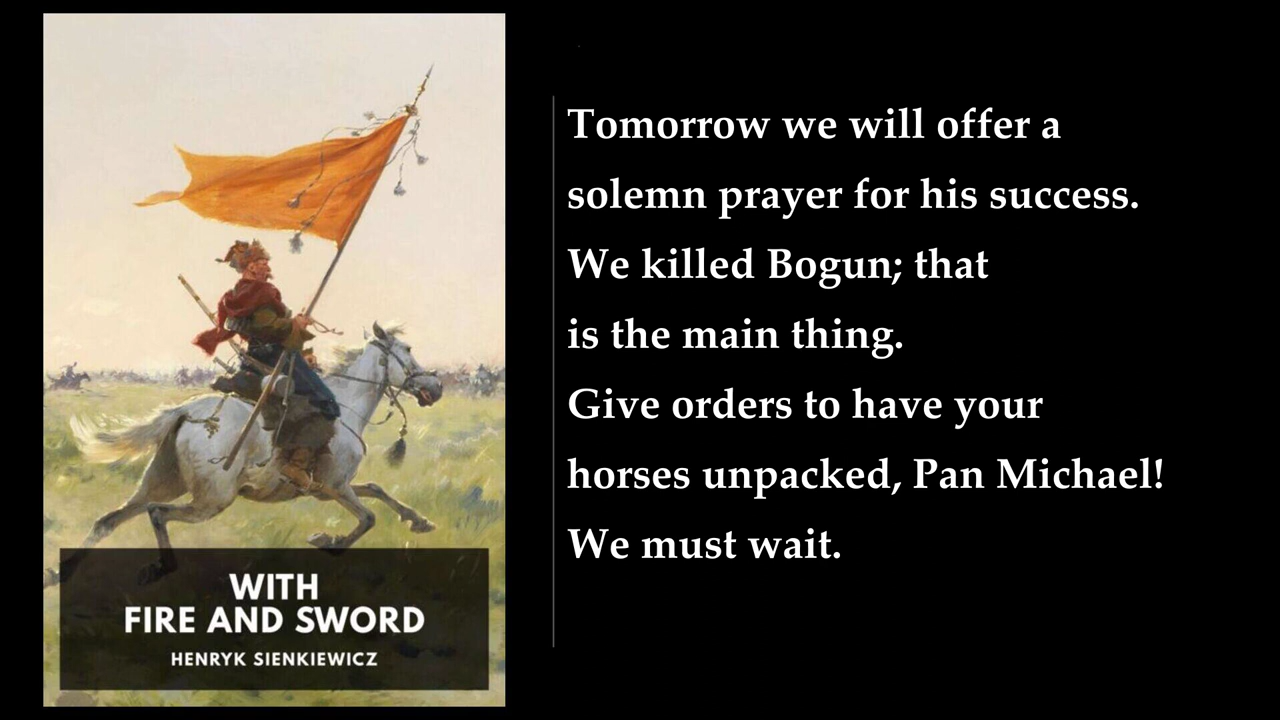 WITH
FIRE AND SWORD
HENRYK SIENKIEWICZ
Tomorrow we will offer a
solemn prayer for his success.
We killed Bogun; that
is the main thing.
Give orders to have your
horses unpacked, Pan Michael!
We must wait.